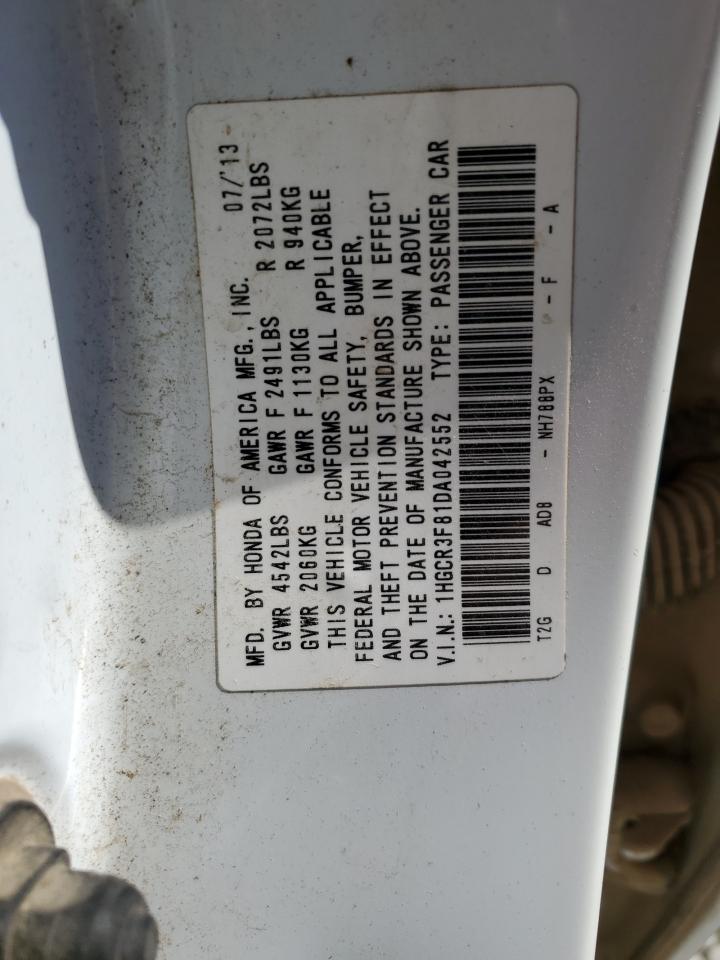 MFD. BY HONDA OF AMERICA MFG., INC. 07/'13
GVWR 4542LBS GAWR F 2491LBS R 2072LBS
GVWR 2060KG GAWR F 1130KG R 940KG
THIS VEHICLE CONFORMS TO ALL APPLICABLE
FEDERAL MOTOR VEHICLE SAFETY, BUMPER,
AND THEFT PREVENTION STANDARDS IN EFFECT
ON THE DATE OF MANUFACTURE SHOWN ABOVE.
V.I.N.: 1HGCR3F81DA042552 TYPE: PASSENGER CAR
T2G D AD8 - NH788PX - F - A